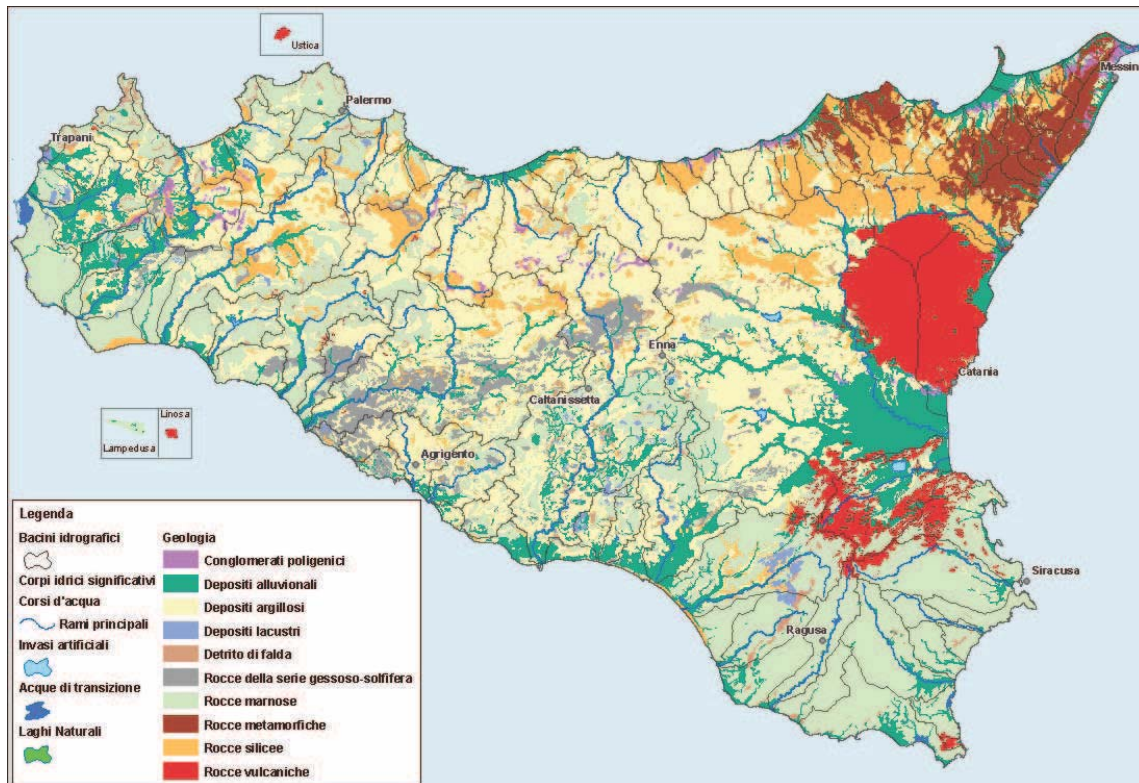 Ustica
Messin
Palermo
Trapani
Enna
Catania
Caltanissetta
Linosa
Lampedusa
Agrigento
Siracusa
Ragusa
Legenda
Bacini idrografici
Corpi idrici significativi
Corsi d'acqua
Rami principali
Invasi artificiali
Acque di transizione
Laghi Naturali
Geologia
Conglomerati poligenici
Depositi alluvionali
Depositi argillosi
Depositi lacustri
Detrito di falda
Rocce della serie gessoso-solfifera
Rocce marnose
Rocce metamorfiche
Rocce silicee
Rocce vulcaniche